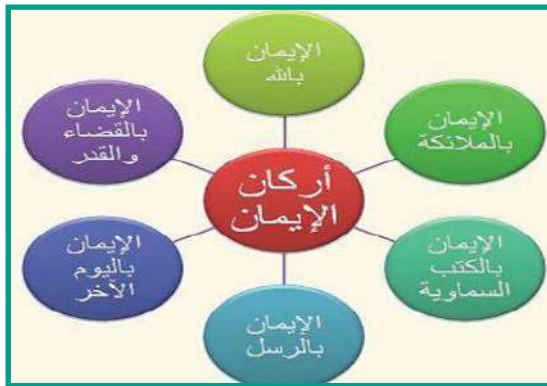 أركان
الإيمان
الإيمان
بالله
الإيمان
بالملائكة
الإيمان
بالكتب
السماوية
الإيمان
بالرسل
الإيمان
باليوم
الآخر
الإيمان
بالقضاء
والقدر